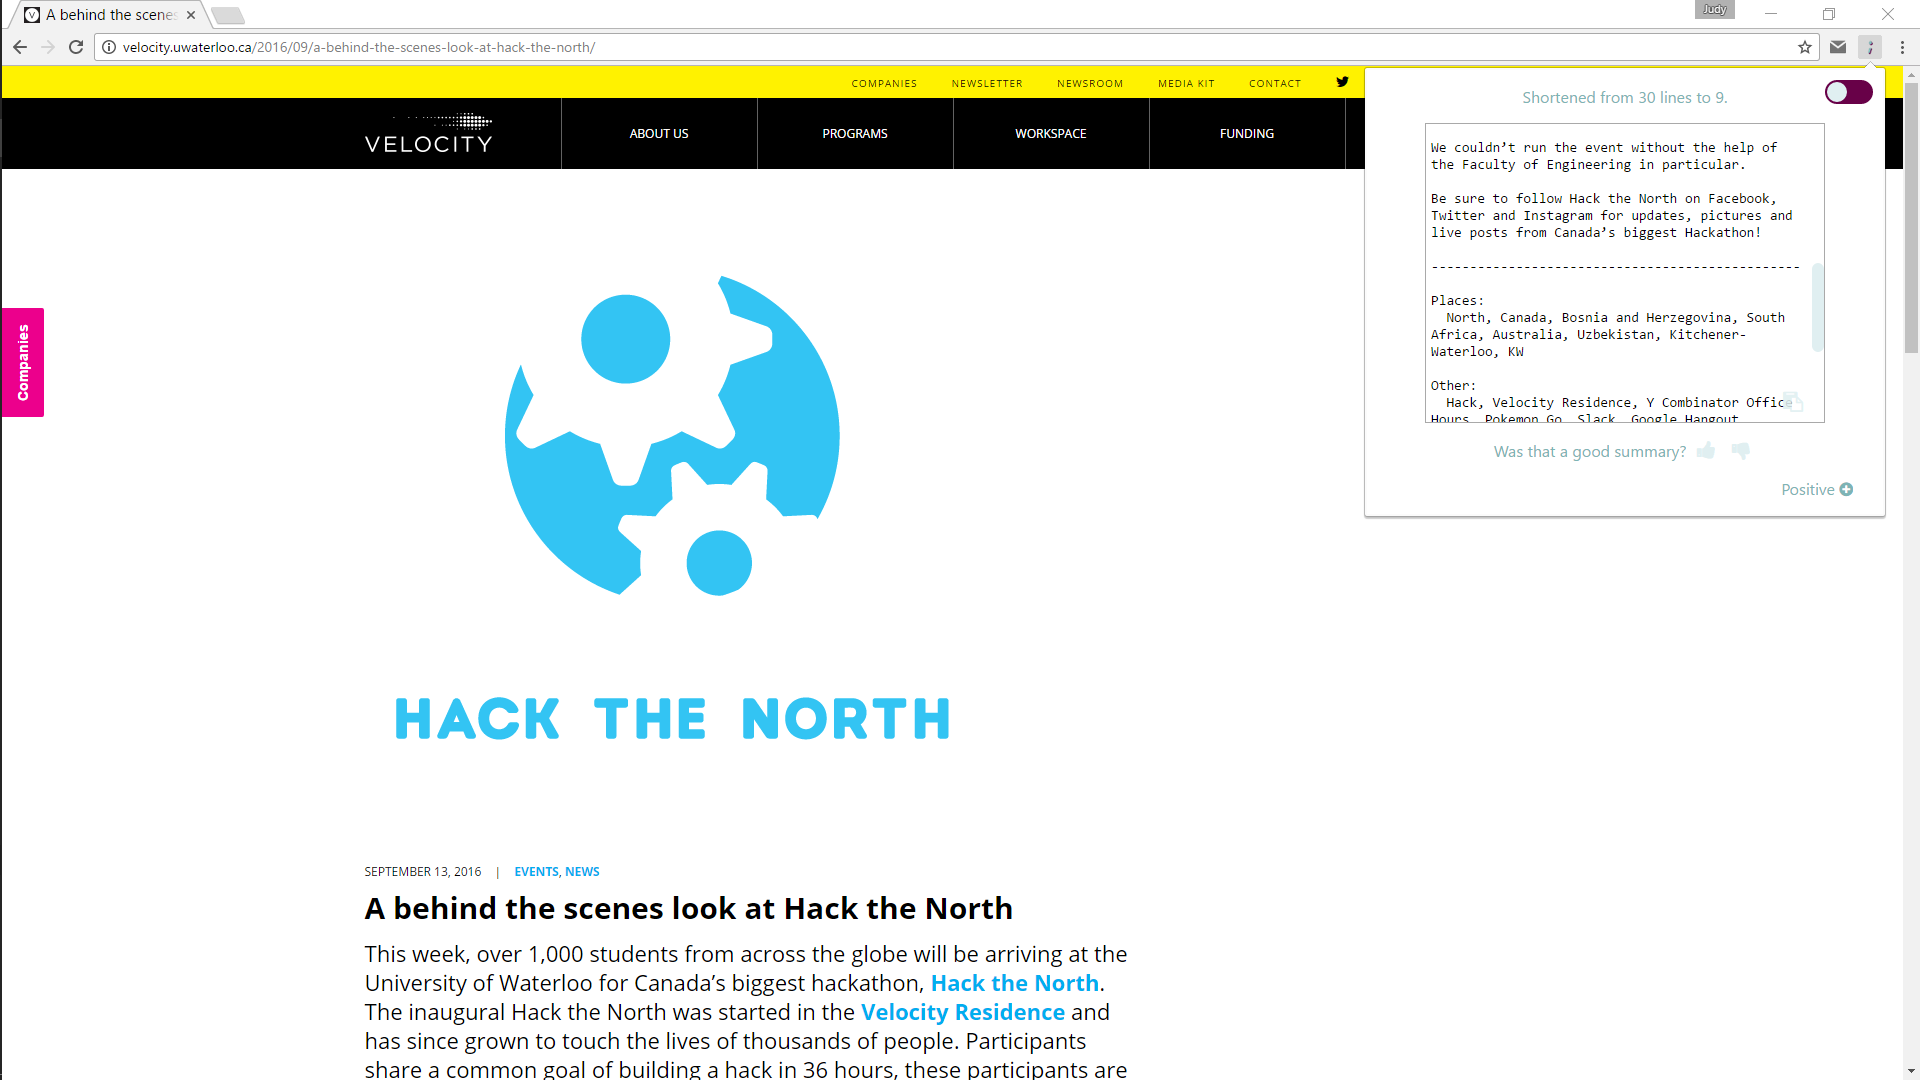 A behind the scenes
Judy
velocity.uwaterloo.ca/2016/09/a-behind-the-scenes-look-at-hack-the-north/
COMPANIES NEWSLETTER NEWSROOM MEDIA KIT CONTACT
VELOCITY
ABOUT US PROGRAMS WORKSPACE FUNDING
Shortened from 30 lines to 9.
We couldn’t run the event without the help of
the Faculty of Engineering in particular.
Be sure to follow Hack the North on Facebook,
Twitter and Instagram for updates, pictures and
live posts from Canada’s biggest Hackathon!
------------------------------------------------
Places:
North, Canada, Bosnia and Herzegovina, South
Africa, Australia, Uzbekistan, Kitchener-
Waterloo, KW
Other:
Hack, Velocity Residence, Y Combinator Office
Hours, Pokemon Go, Slack, Google Hangout
Was that a good summary?
Positive
Companies
HACK THE NORTH
SEPTEMBER 13, 2016 | EVENTS, NEWS
A behind the scenes look at Hack the North
This week, over 1,000 students from across the globe will be arriving at the
University of Waterloo for Canada’s biggest hackathon, Hack the North.
The inaugural Hack the North was started in the Velocity Residence and
has since grown to touch the lives of thousands of people. Participants
share a common goal of building a hack in 36 hours, these participants are